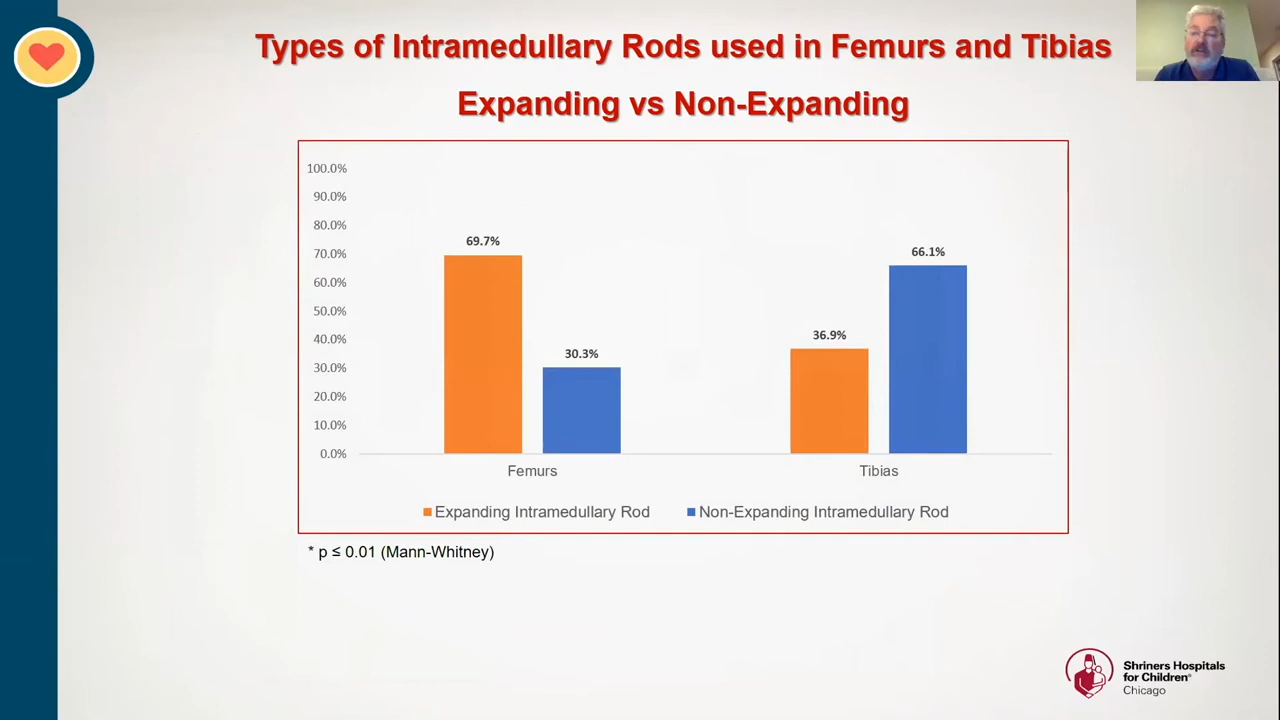 Types of Intramedullary Rods used in Femurs and Tibias
Expanding vs Non-Expanding
100.0%
90.0%
80.0%
70.0%
60.0%
50.0%
40.0%
30.0%
20.0%
10.0%
0.0%
69.7%
30.3%
36.9%
66.1%
Femurs
Tibias
Expanding Intramedullary Rod
Non-Expanding Intramedullary Rod
* p ≤ 0.01 (Mann-Whitney)
Shriners Hospitals
for Children®
Chicago